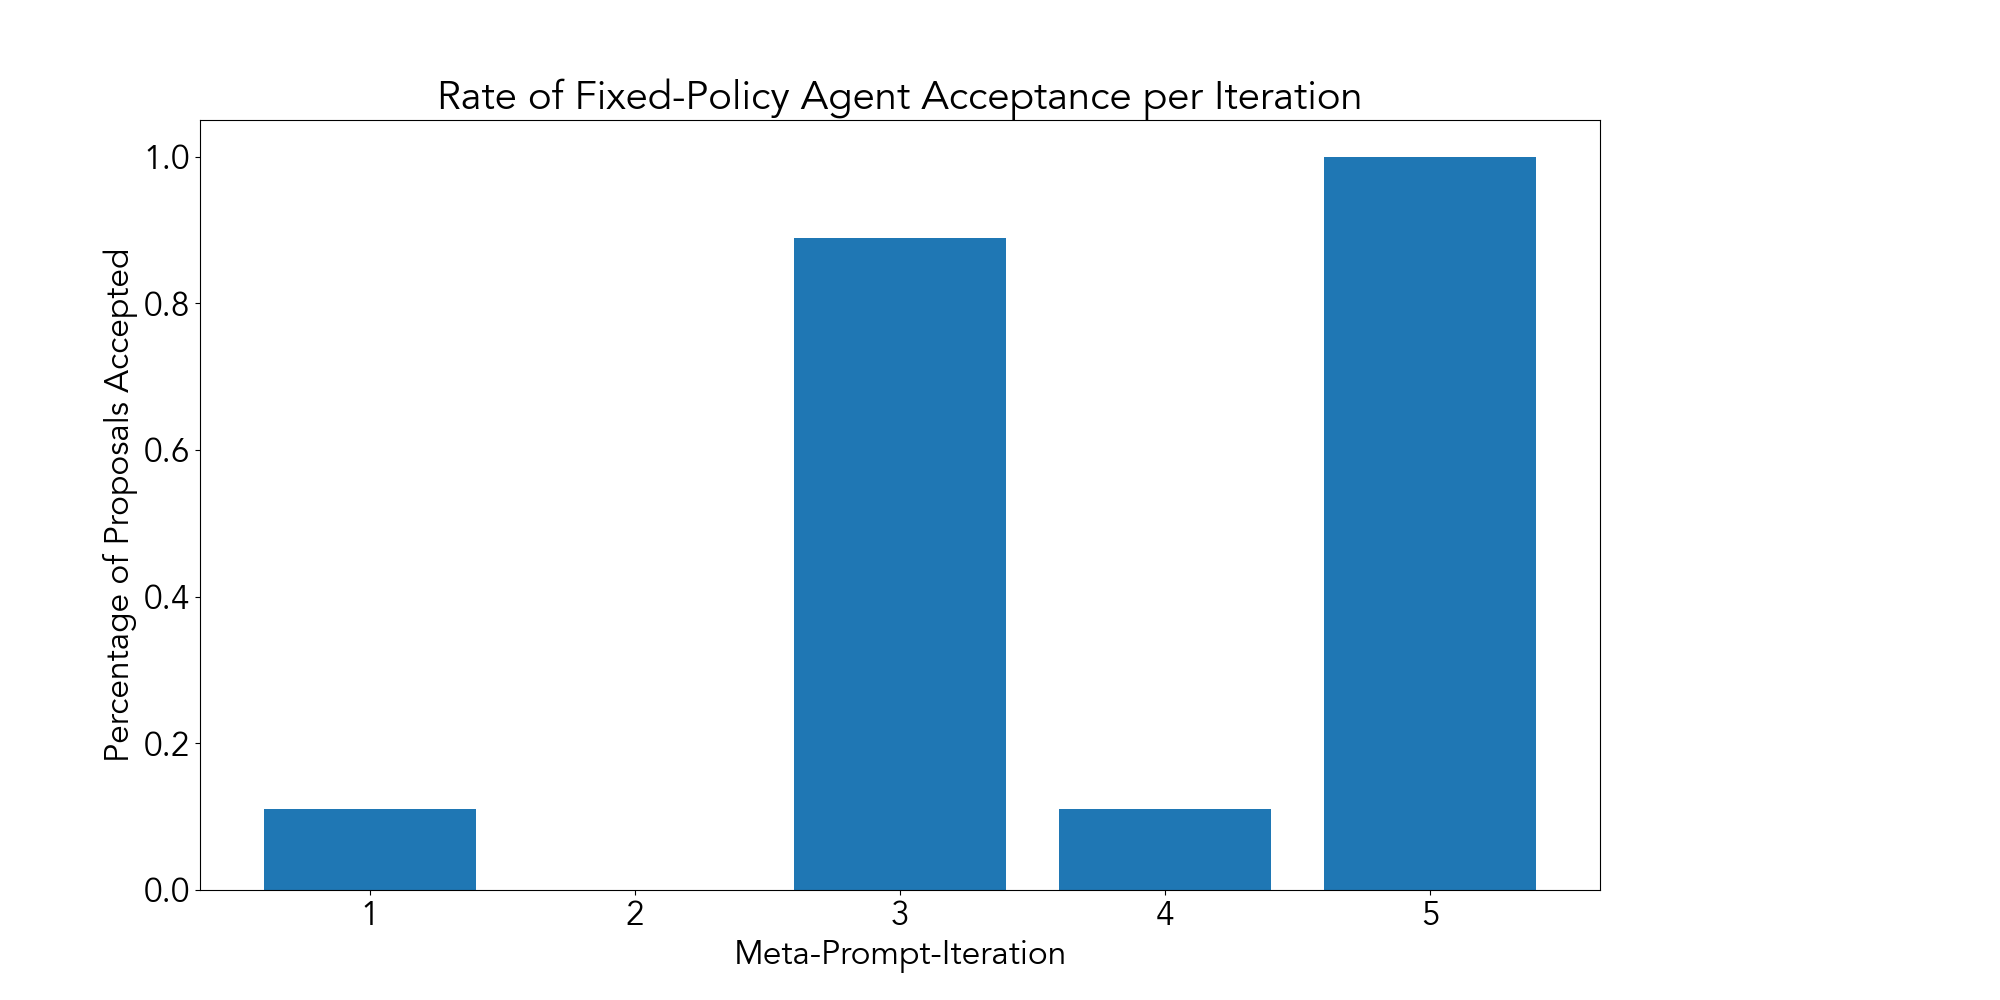 Rate of Fixed-Policy Agent Acceptance per Iteration
Percentage of Proposals Accepted
1.0
0.8
0.6
0.4
0.2
0.0
1 2 3 4 5
Meta-Prompt-Iteration